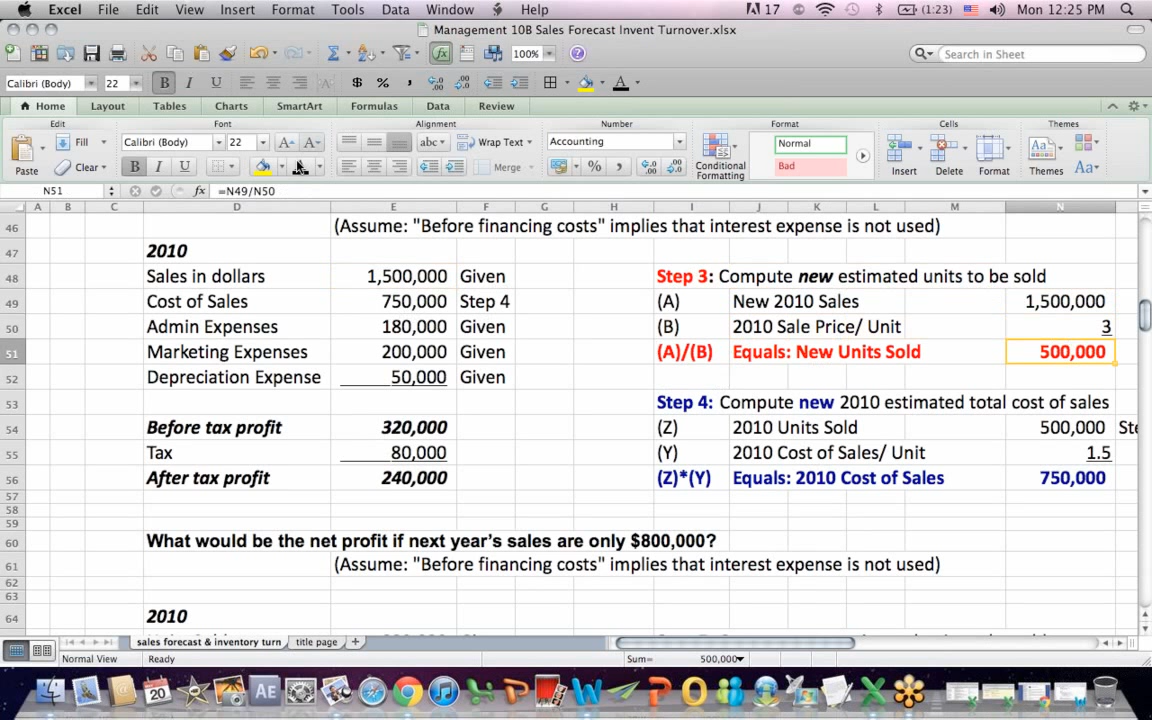 Excel File Edit View Insert Format Tools Data Window Help 17 (1:23) Mon 12:25 PM
Management 10B Sales Forecast Invent Turnover.xlsx
100% Search in Sheet
Calibri (Body) 22 B I U A $ % A
Home Layout Tables Charts SmartArt Formulas Data Review
Edit Font Alignment Number Format Cells Themes
Fill Calibri (Body) 22 A A abc Wrap Text Accounting Normal
Paste Clear B I U A Merge % Conditional Formatting Bad Insert Delete Format Themes Aa
N51 fx =N49/N50
A B C D E F G H I J K L M N
46 (Assume: "Before financing costs" implies that interest expense is not used)
47 2010
48 Sales in dollars 1,500,000 Given Step 3: Compute new estimated units to be sold
49 Cost of Sales 750,000 Step 4 (A) New 2010 Sales 1,500,000
50 Admin Expenses 180,000 Given (B) 2010 Sale Price/ Unit 3
51 Marketing Expenses 200,000 Given (A)/(B) Equals: New Units Sold 500,000
52 Depreciation Expense 50,000 Given
53 Step 4: Compute new 2010 estimated total cost of sales
54 Before tax profit 320,000 (Z) 2010 Units Sold 500,000 Ste
55 Tax 80,000 (Y) 2010 Cost of Sales/ Unit 1.5
56 After tax profit 240,000 (Z)*(Y) Equals: 2010 Cost of Sales 750,000
57
58
59
60 What would be the net profit if next year's sales are only $800,000?
61 (Assume: "Before financing costs" implies that interest expense is not used)
62
63
64 2010
sales forecast & inventory turn title page
Normal View Ready Sum= 500,000
20 AE